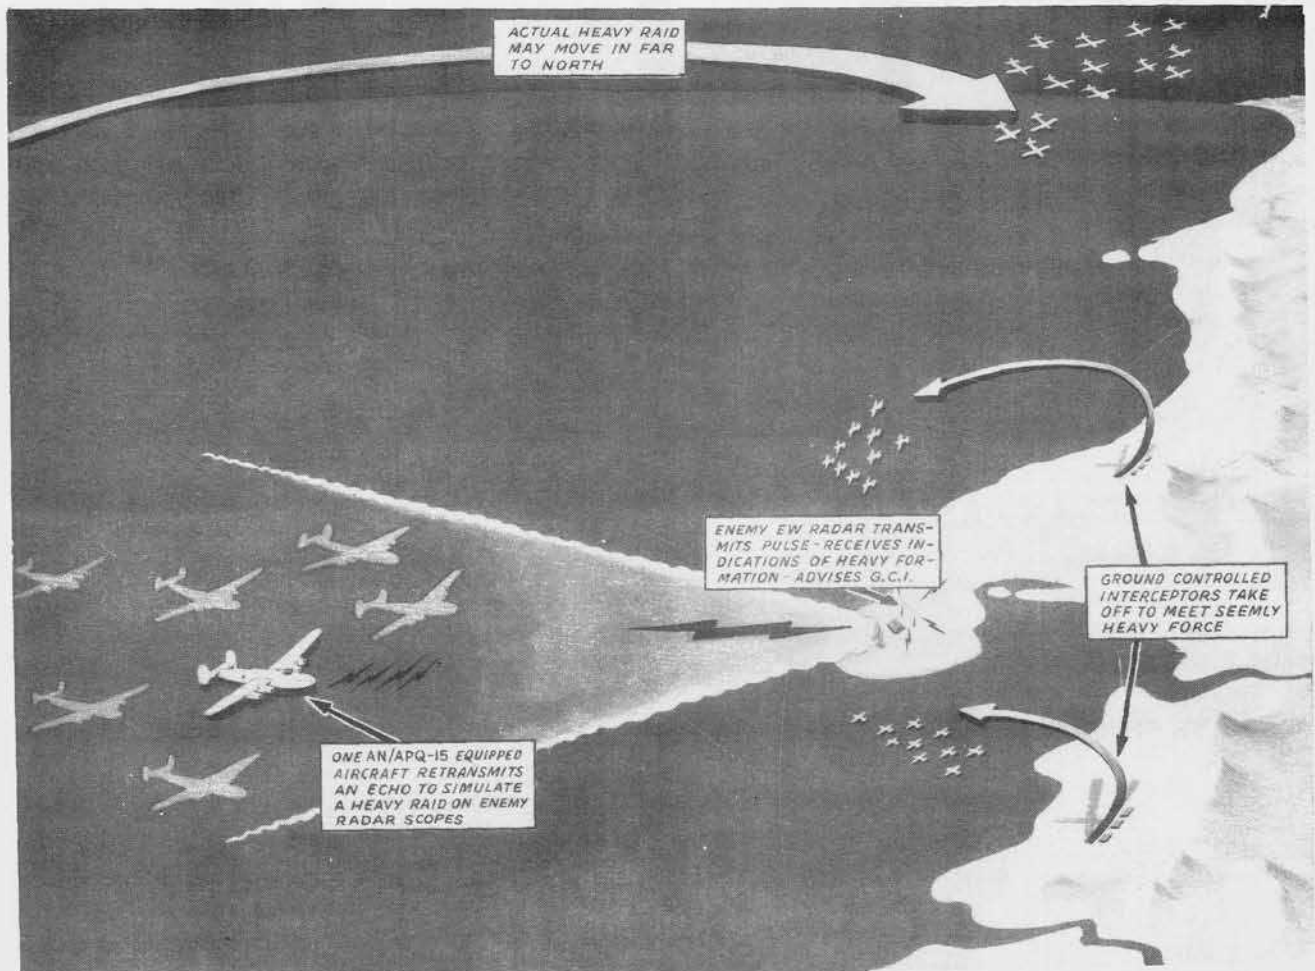 ACTUAL HEAVY RAID
MAY MOVE IN FAR
TO NORTH
ENEMY EW RADAR TRANS-
MITS PULSE-RECEIVES IN-
DICATIONS OF HEAVY FOR-
MATION-ADVISES G.C.I.
GROUND CONTROLLED
INTERCEPTORS TAKE
OFF TO MEET SEEMLY
HEAVY FORCE
ONE AN/APQ-15 EQUIPPED
AIRCRAFT RETRANSMITS
AN ECHO TO SIMULATE
A HEAVY RAID ON ENEMY
RADAR SCOPES